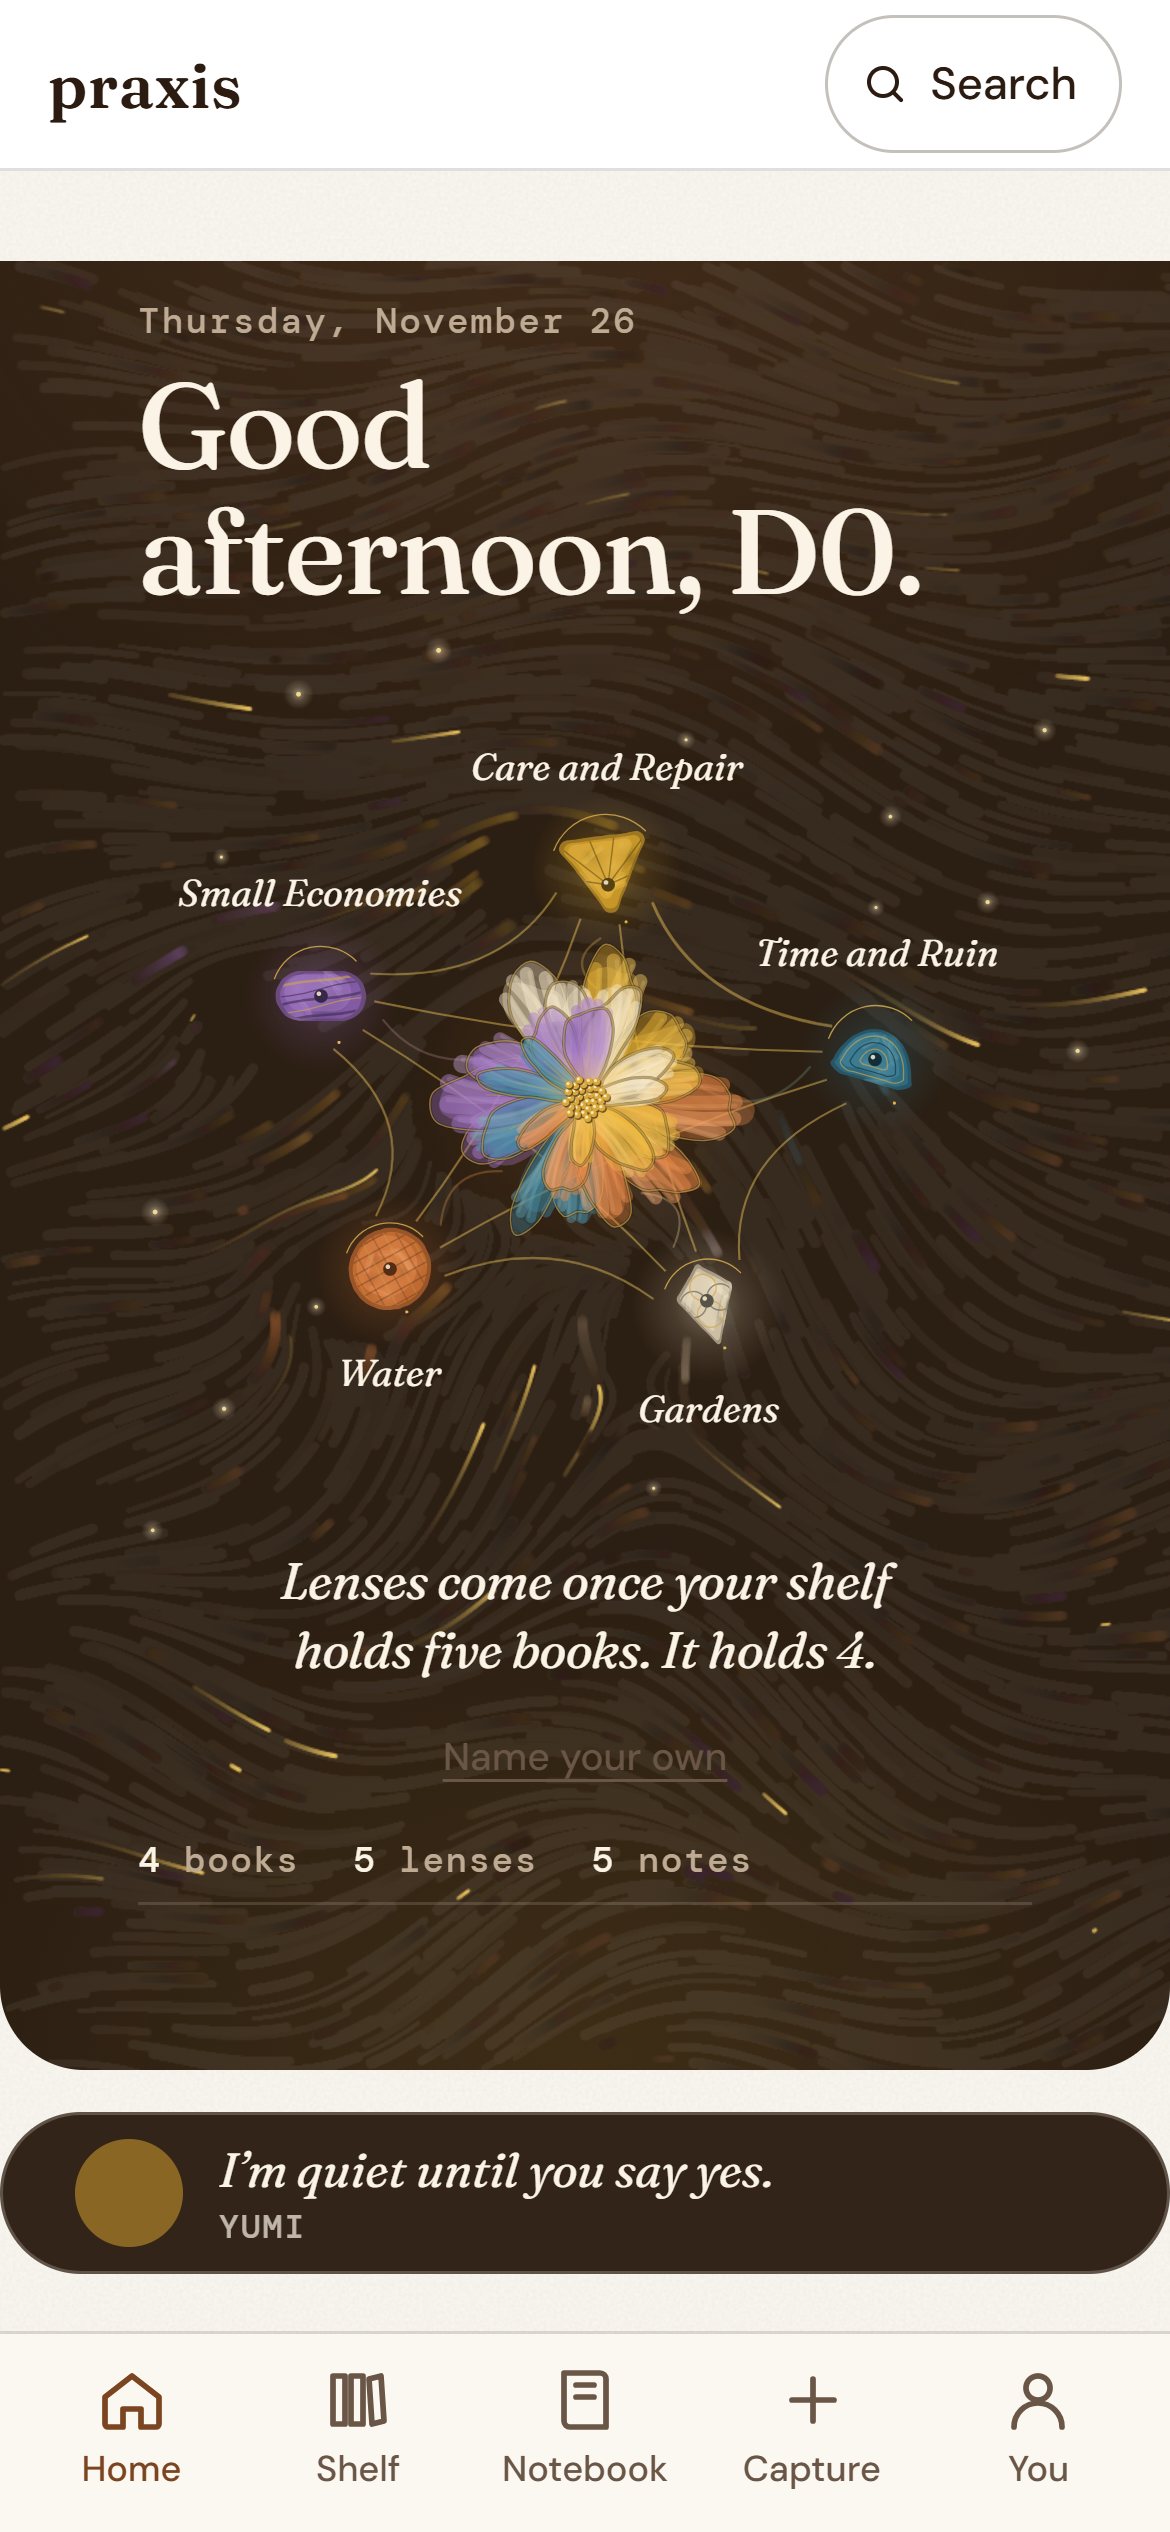 praxis
Search
Thursday, November 26
Good
afternoon, D0.
Care and Repair
Small Economies
Time and Ruin
Water
Gardens
Lenses come once your shelf
holds five books. It holds 4.
Name your own
4 books 5 lenses 5 notes
I’m quiet until you say yes.
YUMI
Home Shelf Notebook Capture You